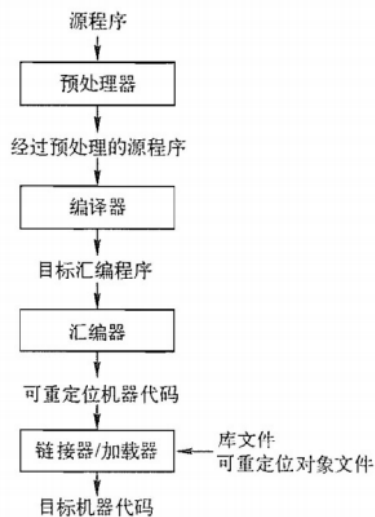 源程序
预处理器
经过预处理的源程序
编译器
目标汇编程序
汇编器
可重定位机器代码
链接器/加载器
库文件
可重定位对象文件
目标机器代码